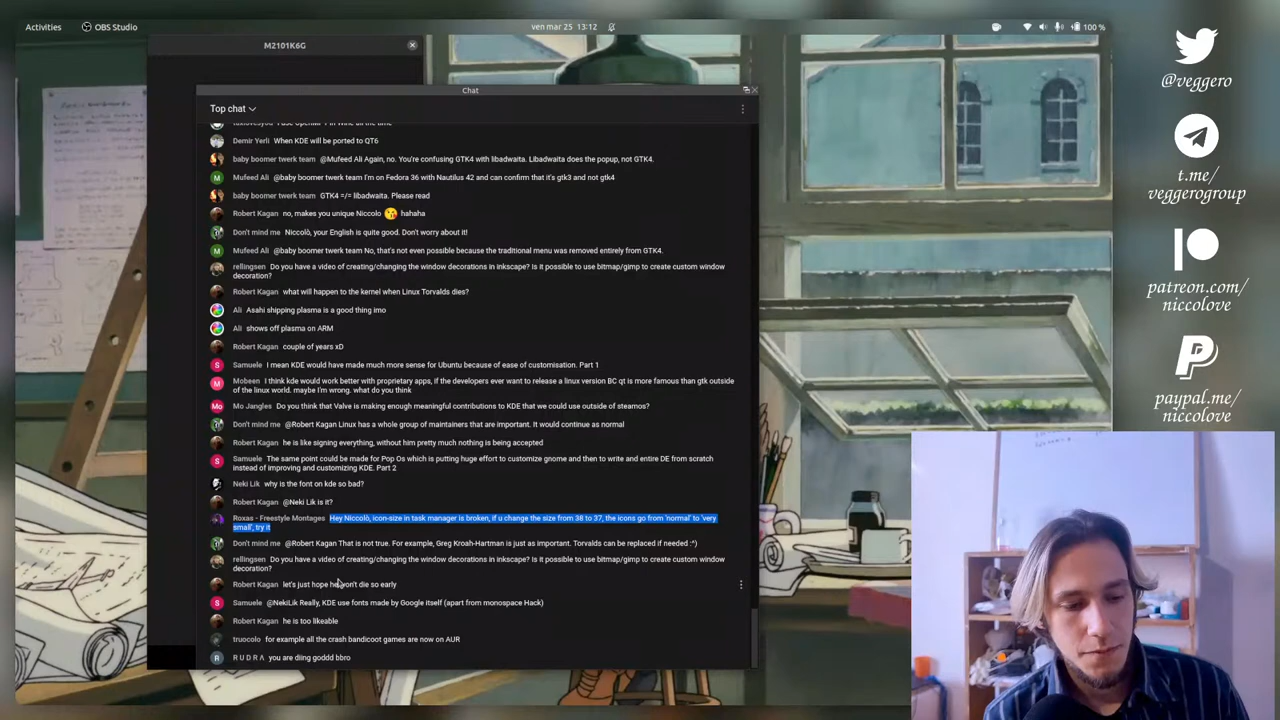 Activities
OBS Studio
ven mar 25 13:12
100 %
M2101K6G
Chat
Top chat
Demir Yerli When KDE will be ported to QT6
baby boomer twerk team @Mufeed Ali Again, no. You're confusing GTK4 with libadwaita. Libadwaita does the popup, not GTK4.
M Mufeed Ali @baby boomer twerk team I'm on Fedora 36 with Nautilus 42 and can confirm that it's gtk3 and not gtk4
baby boomer twerk team GTK4 =/= libadwaita. Please read
Robert Kagan no, makes you unique Niccolo 😘 hahaha
Don't mind me Niccolò, your English is quite good. Don't worry about it!
M Mufeed Ali @baby boomer twerk team No, that's not even possible because the traditional menu was removed entirely from GTK4.
rellingsen Do you have a video of creating/changing the window decorations in inkscape? Is it possible to use bitmap/gimp to create custom window
decoration?
Robert Kagan what will happen to the kernel when Linux Torvalds dies?
Ali Asahi shipping plasma is a good thing imo
Ali shows off plasma on ARM
Robert Kagan couple of years xD
S Samuele I mean KDE would have made much more sense for Ubuntu because of ease of customisation. Part 1
M Mobeen I think kde would work better with proprietary apps, if the developers ever want to release a linux version BC qt is more famous than gtk outside
of the linux world. maybe I'm wrong. what do you think
Mo Mo Jangles Do you think that Valve is making enough meaningful contributions to KDE that we could use outside of steamos?
Don't mind me @Robert Kagan Linux has a whole group of maintainers that are important. It would continue as normal
Robert Kagan he is like signing everything, without him pretty much nothing is being accepted
S Samuele The same point could be made for Pop Os which is putting huge effort to customize gnome and then to write and entire DE from scratch
instead of improving and customizing KDE. Part 2
Neki Lik why is the font on kde so bad?
Robert Kagan @Neki Lik is it?
Roxas - Freestyle Montages Hey Niccolò, icon-size in task manager is broken, if u change the size from 38 to 37, the icons go from 'normal' to 'very
small', try it
Don't mind me @Robert Kagan That is not true. For example, Greg Kroah-Hartman is just as important. Torvalds can be replaced if needed :^)
rellingsen Do you have a video of creating/changing the window decorations in inkscape? Is it possible to use bitmap/gimp to create custom window
decoration?
Robert Kagan let's just hope die so early
S Samuele @NekiLik Really, KDE use fonts made by Google itself (apart from monospace Hack)
Robert Kagan he is too likeable
truocolo for example all the crash bandicoot games are now on AUR
R R U D R Λ you are diing goddd bbro
@veggero
t.me/
veggerogroup
patreon.com/
niccolove
paypal.me/
niccolove